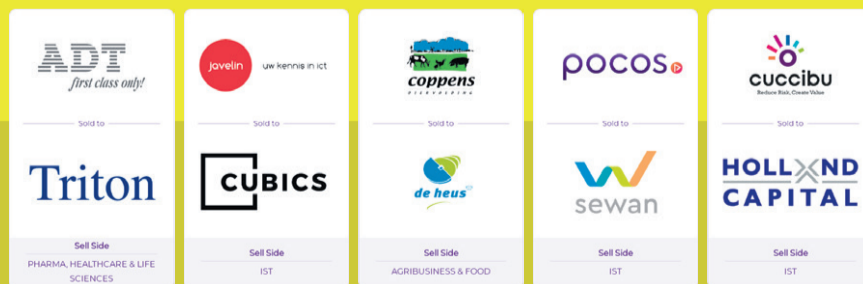 ADT
first class only!
Sold to
Triton
Sell Side
PHARMA, HEALTHCARE & LIFE
SCIENCES
javelin
uw kennis in ict
Sold to
CUBICS
Sell Side
IST
coppens
Sold to
de heus
Sell Side
AGRIBUSINESS & FOOD
pocos
Sold to
sewan
Sell Side
IST
cuccibu
Reduce Risk, Create Value
Sold to
HOLLAND
CAPITAL
Sell Side
IST